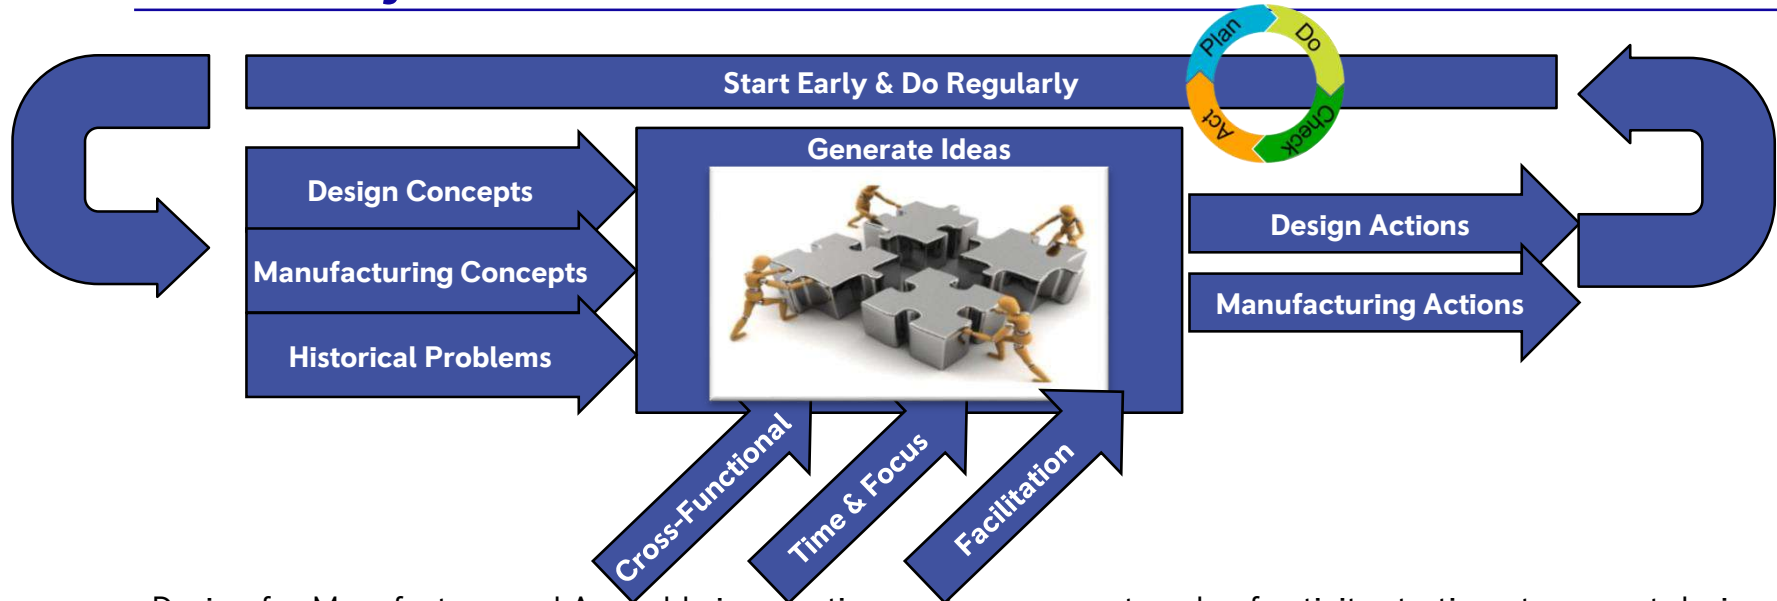 Start Early & Do Regularly
Plan
Do
Check
Act
Generate Ideas
Design Concepts
Manufacturing Concepts
Historical Problems
Design Actions
Manufacturing Actions
Cross-Functional
Time & Focus
Facilitation